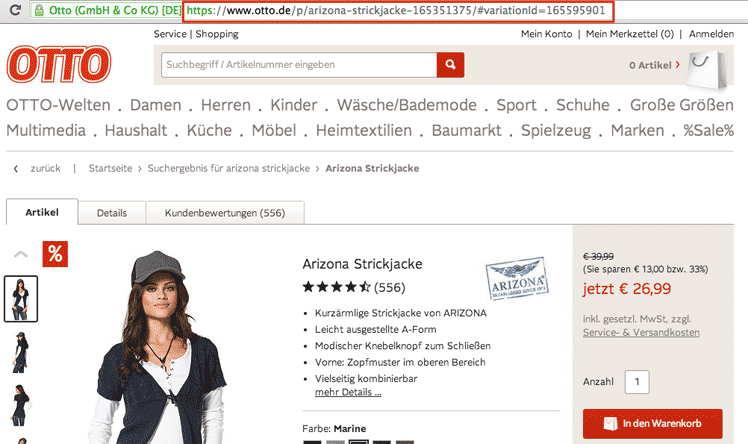 Otto (GmbH & Co KG) [DE] https://www.otto.de/p/arizona-strickjacke-165351375/#variationId=165595901
Service | Shopping
Mein Konto | Mein Merkzettel (0) | Anmelden
OTTO
Suchbegriff / Artikelnummer eingeben
0 Artikel >
OTTO-Welten . Damen . Herren . Kinder . Wäsche/Bademode . Sport . Schuhe . Große Größen
Multimedia . Haushalt . Küche . Möbel . Heimtextilien . Baumarkt . Spielzeug . Marken . %Sale%
‹ zurück | Startseite › Suchergebnis für arizona strickjacke › Arizona Strickjacke
Artikel
Details
Kundenbewertungen (556)
%
Arizona Strickjacke
(556)
ARIZONA
• Kurzärmlige Strickjacke von ARIZONA
• Leicht ausgestellte A-Form
• Modischer Knebelknopf zum Schließen
• Vorne: Zopfmuster im oberen Bereich
• Vielseitig kombinierbar
mehr Details ...
Farbe: Marine
€ 39,99
(Sie sparen € 13,00 bzw. 33%)
jetzt € 26,99
inkl. gesetzl. MwSt, zzgl.
Service- & Versandkosten
Anzahl 1
In den Warenkorb